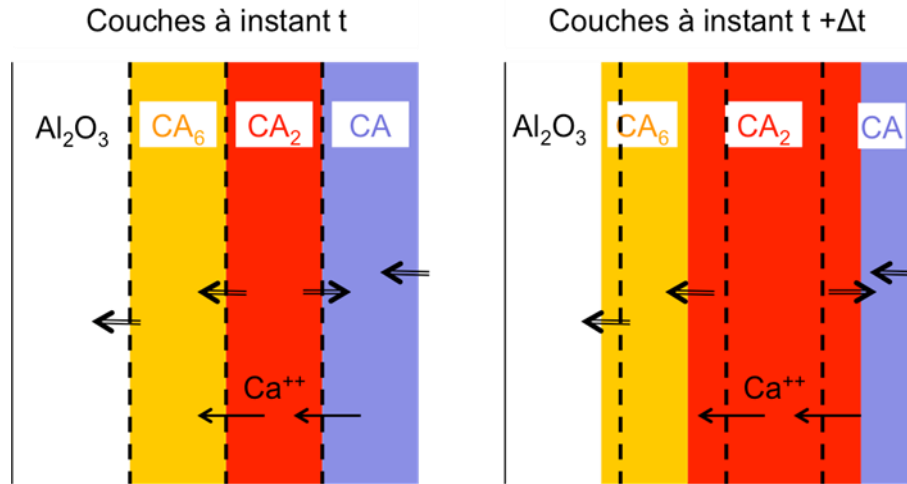 Couches à instant t
Al₂O₃ CA₆ CA₂ CA
Ca⁺⁺
Couches à instant t +Δt
Al₂O₃ CA₆ CA₂ CA
Ca⁺⁺